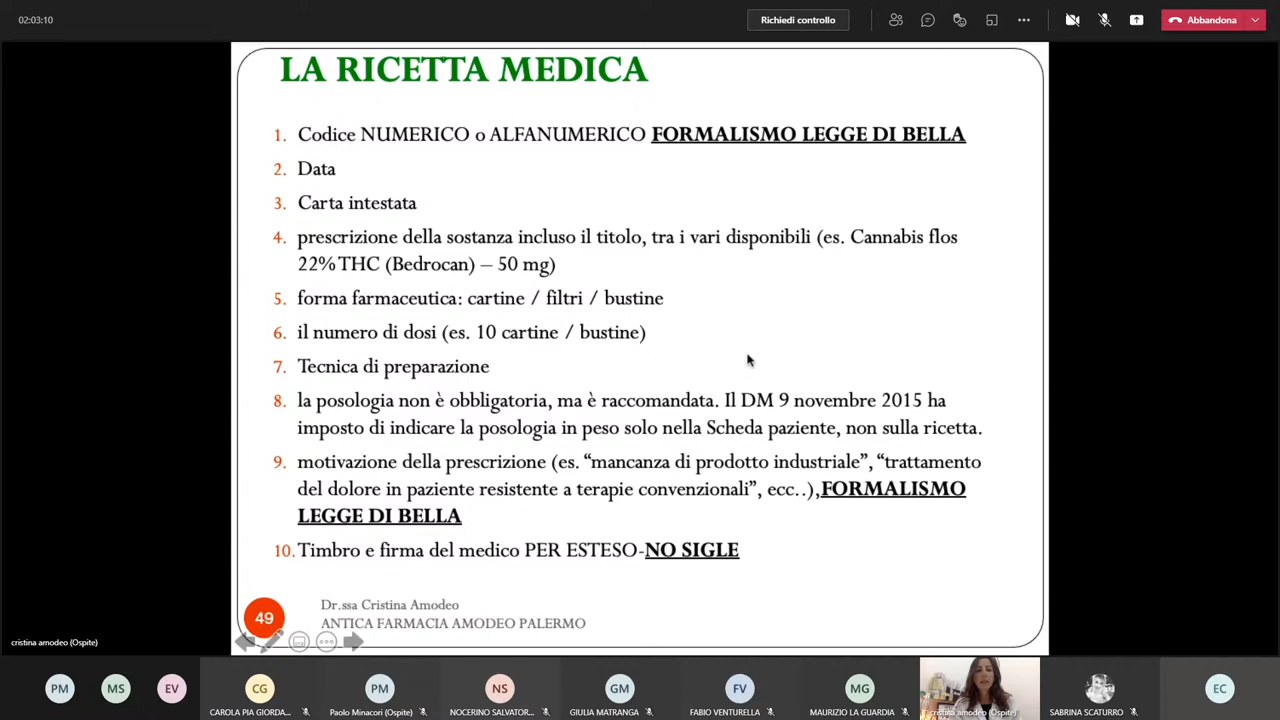 02:03:10
Richiedi controllo
Abbandona
LA RICETTA MEDICA
1. Codice NUMERICO o ALFANUMERICO FORMALISMO LEGGE DI BELLA
2. Data
3. Carta intestata
4. prescrizione della sostanza incluso il titolo, tra i vari disponibili (es. Cannabis flos
22% THC (Bedrocan) – 50 mg)
5. forma farmaceutica: cartine / filtri / bustine
6. il numero di dosi (es. 10 cartine / bustine)
7. Tecnica di preparazione
8. la posologia non è obbligatoria, ma è raccomandata. Il DM 9 novembre 2015 ha
imposto di indicare la posologia in peso solo nella Scheda paziente, non sulla ricetta.
9. motivazione della prescrizione (es. “mancanza di prodotto industriale”, “trattamento
del dolore in paziente resistente a terapie convenzionali”, ecc..),FORMALISMO
LEGGE DI BELLA
10. Timbro e firma del medico PER ESTESO-NO SIGLE
49
Dr.ssa Cristina Amodeo
ANTICA FARMACIA AMODEO PALERMO
cristina amodeo (Ospite)
PM MS EV CG PM NS GM FV MG EC
CAROLA PIA GIORDA... Paolo Minacori (Ospite) NOCERINO SALVATOR... GIULIA MATRANGA FABIO VENTURELLA MAURIZIO LA GUARDIA cristina amodeo (Ospite) SABRINA SCATURRO